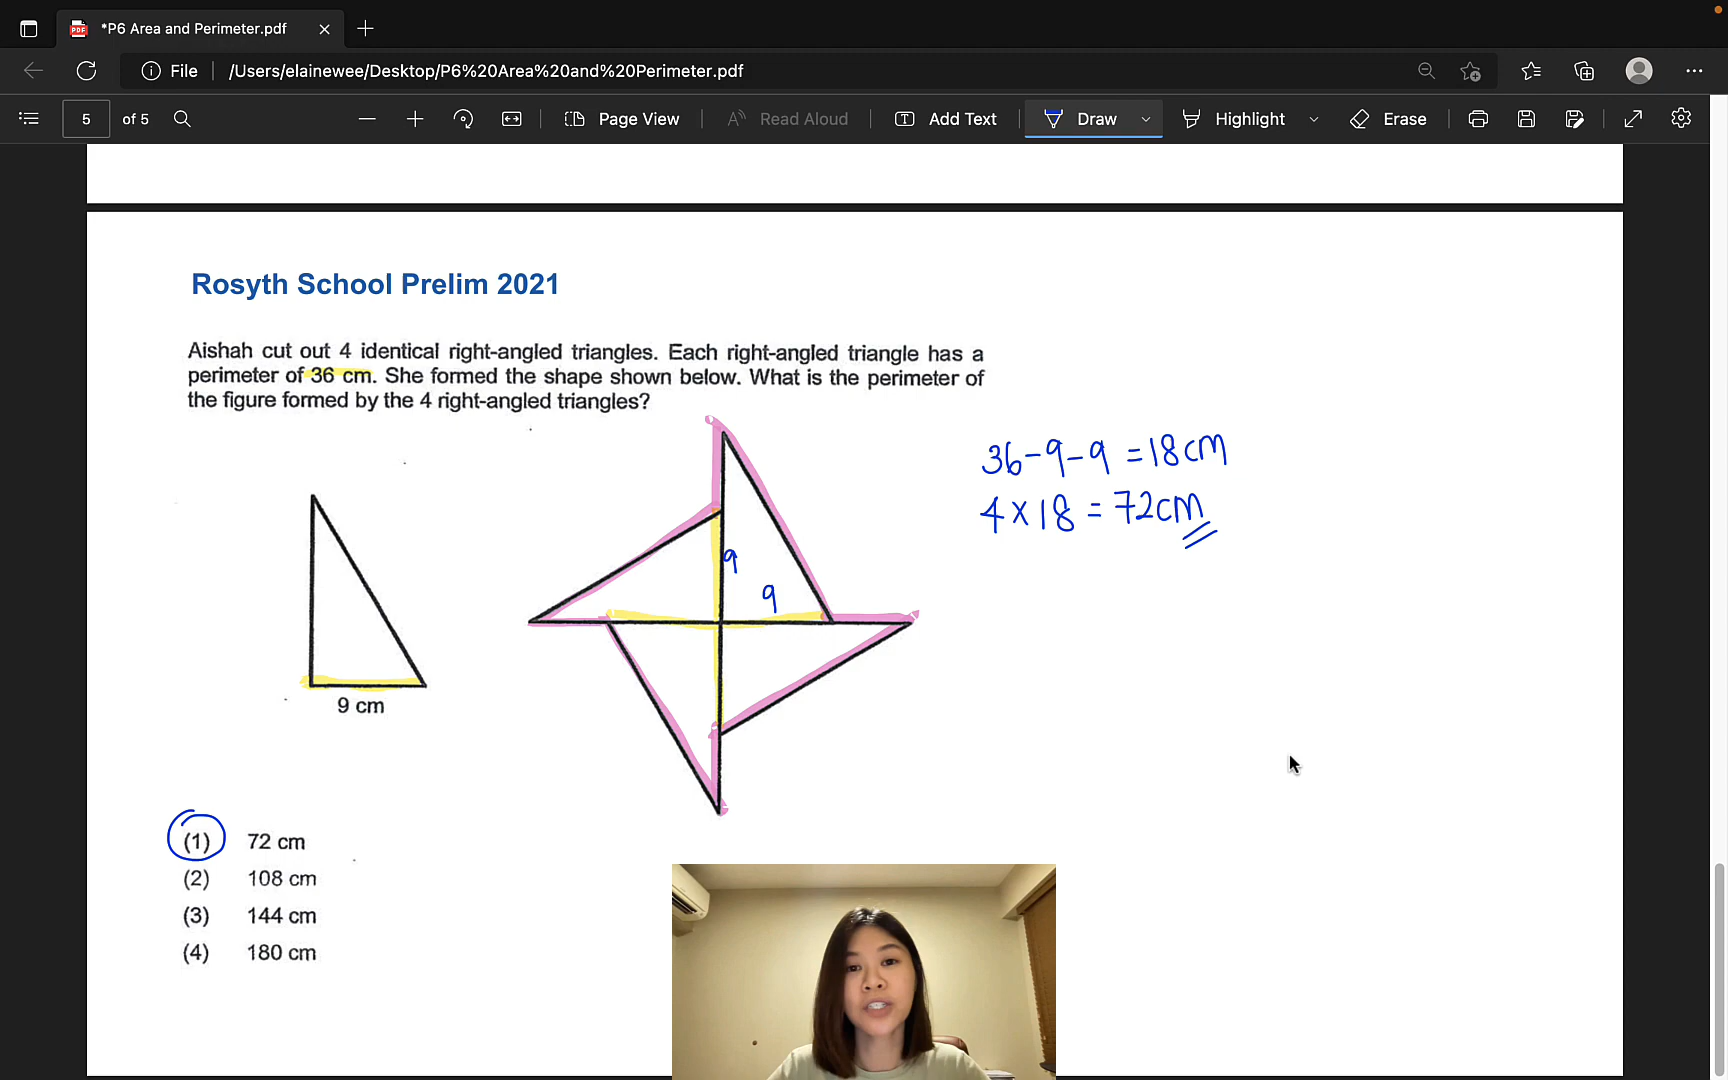 *P6 Area and Perimeter.pdf
File /Users/elainewee/Desktop/P6%20Area%20and%20Perimeter.pdf
5 of 5 Page View Read Aloud Add Text Draw Highlight Erase
Rosyth School Prelim 2021
Aishah cut out 4 identical right-angled triangles. Each right-angled triangle has a
perimeter of 36 cm. She formed the shape shown below. What is the perimeter of
the figure formed by the 4 right-angled triangles?
36-9-9 = 18cm
4 × 18 = 72cm
9
9
9 cm
(1) 72 cm
(2) 108 cm
(3) 144 cm
(4) 180 cm